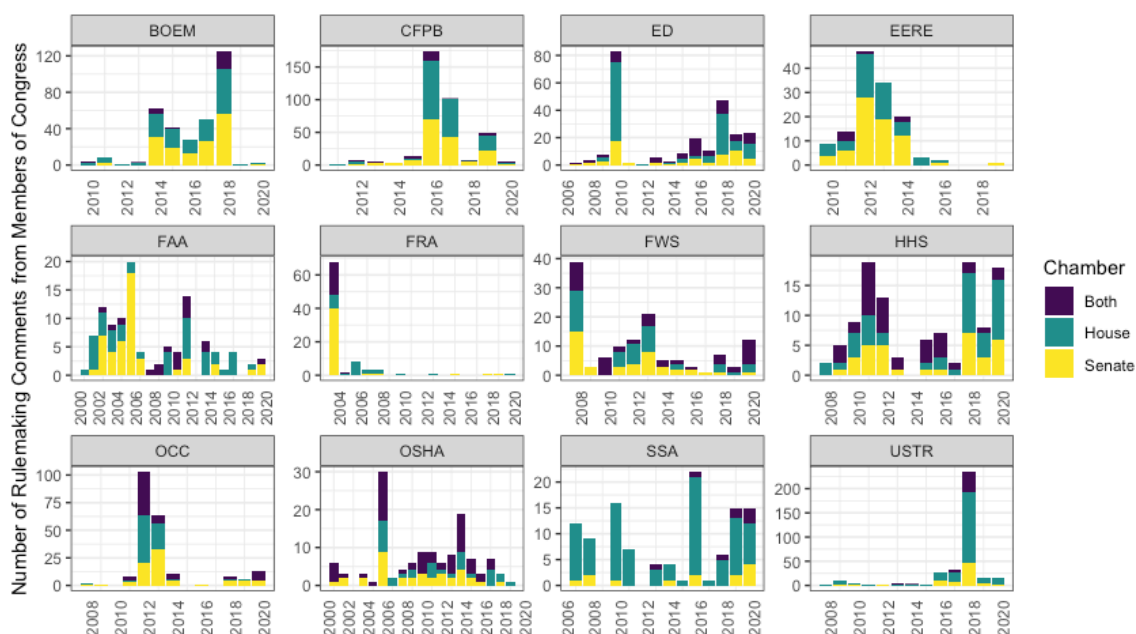 Number of Rulemaking Comments from Members of Congress
BOEM
CFPB
ED
EERE
120
80
40
0
2010 2012 2014 2016 2018 2020
150
100
50
0
2012 2014 2016 2018 2020
80
60
40
20
0
2006 2008 2010 2012 2014 2016 2018 2020
40
30
20
10
0
2010 2012 2014 2016 2018
FAA
FRA
FWS
HHS
20
15
10
5
0
2000 2002 2004 2006 2008 2010 2012 2014 2016 2018 2020
60
40
20
0
2004 2006 2008 2010 2012 2014 2016 2018 2020
40
30
20
10
0
2008 2010 2012 2014 2016 2018 2020
15
10
5
0
2008 2010 2012 2014 2016 2018 2020
Chamber
Both
House
Senate
OCC
OSHA
SSA
USTR
100
75
50
25
0
2008 2010 2012 2014 2016 2018 2020
30
20
10
0
2000 2002 2004 2006 2008 2010 2012 2014 2016 2018 2020
20
15
10
5
0
2006 2008 2010 2012 2014 2016 2018 2020
200
150
100
50
0
2008 2010 2012 2014 2016 2018 2020